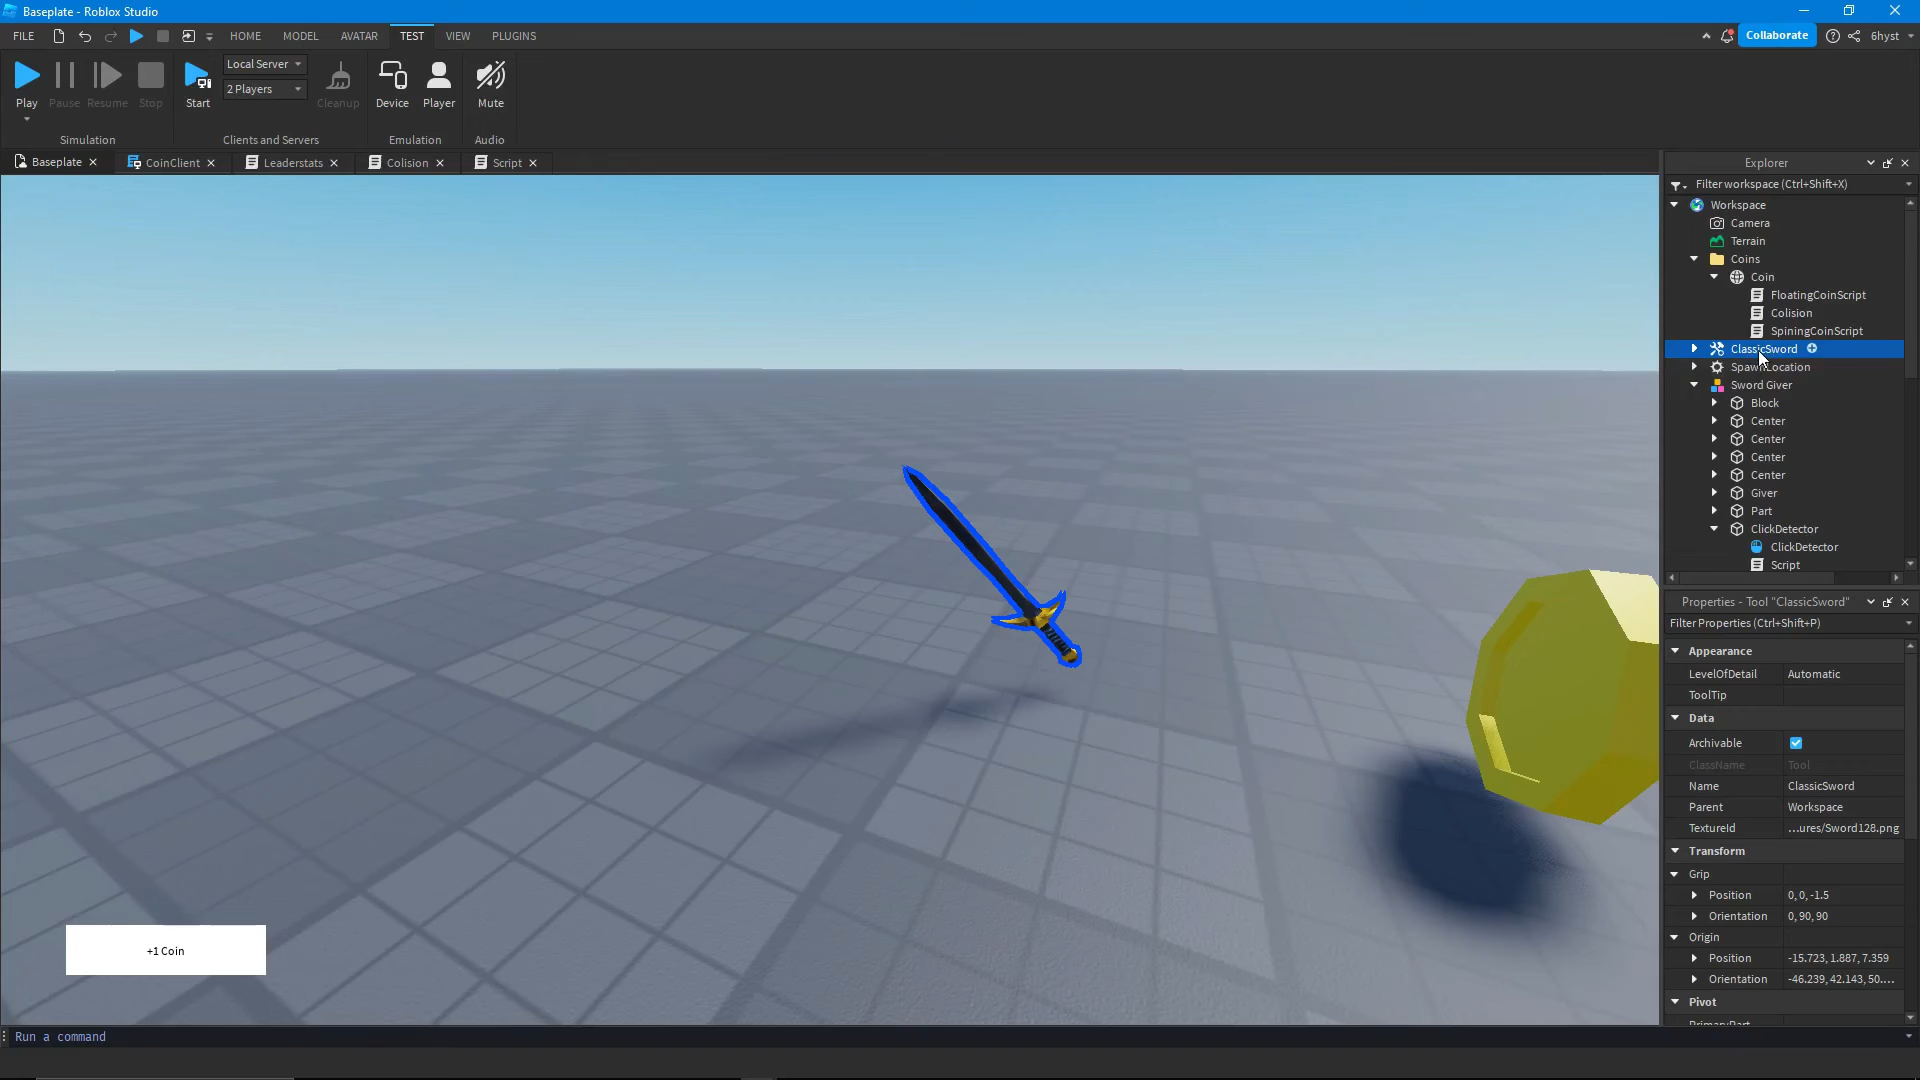 Baseplate - Roblox Studio
FILE HOME MODEL AVATAR TEST VIEW PLUGINS Collaborate 6hyst
Play Pause Resume Stop Start Local Server 2 Players Cleanup Device Player Mute
Simulation Clients and Servers Emulation Audio
Baseplate CoinClient Leaderstats Colision Script
Explorer
Filter workspace (Ctrl+Shift+X)
Workspace
Camera
Terrain
Coins
Coin
FloatingCoinScript
Colision
SpiningCoinScript
ClassicSword
SpawnLocation
Sword Giver
Block
Center
Center
Center
Center
Giver
Part
ClickDetector
ClickDetector
Script
Properties - Tool "ClassicSword"
Filter Properties (Ctrl+Shift+P)
Appearance
LevelOfDetail Automatic
ToolTip
Data
Archivable
ClassName Tool
Name ClassicSword
Parent Workspace
TextureId ...ures/Sword128.png
Transform
Grip
Position 0, 0, -1.5
Orientation 0, 90, 90
Origin
Position -15.723, 1.887, 7.359
Orientation -46.239, 42.143, 50....
Pivot
PrimaryPart
+1 Coin
Run a command